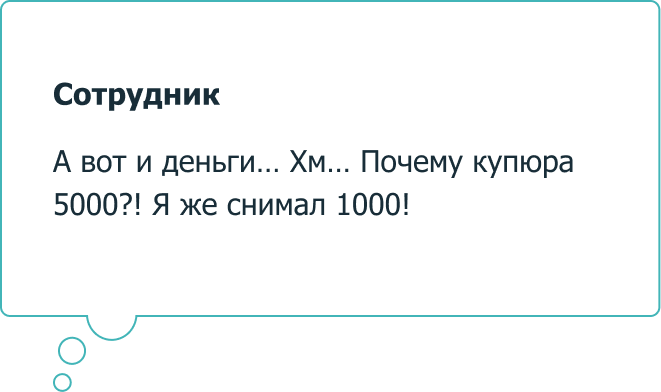 Сотрудник
А вот и деньги... Хм... Почему купюра
5000?! Я же снимал 1000!